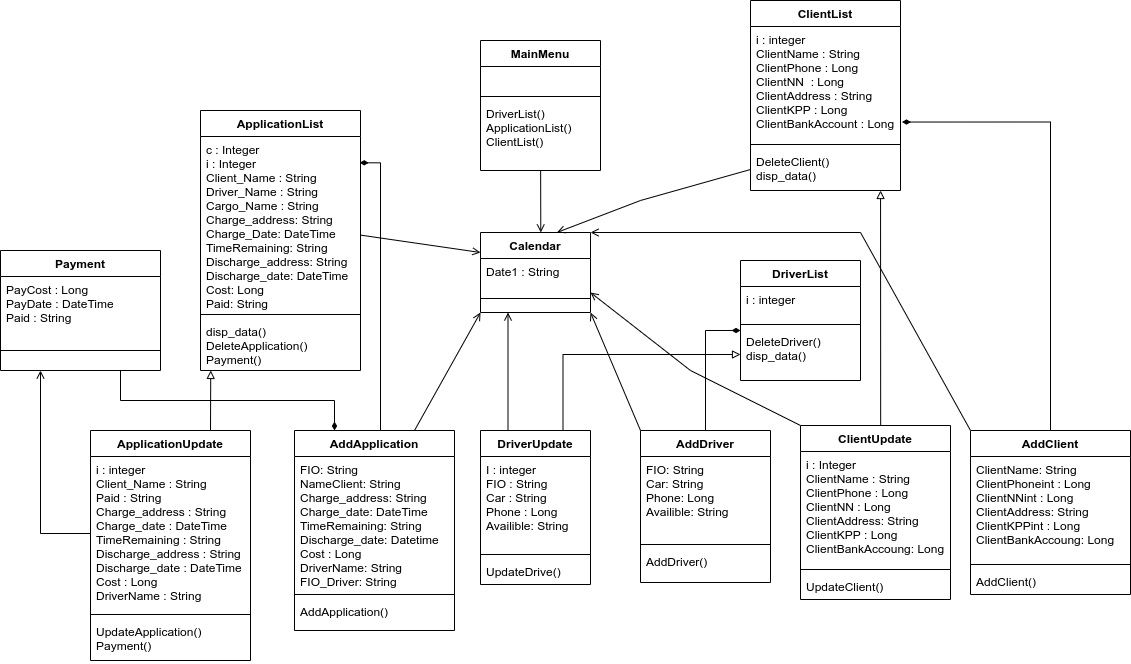 ClientList
i : integer
ClientName : String
ClientPhone : Long
ClientNN  : Long
ClientAddress : String
ClientKPP : Long
ClientBankAccount : Long
DeleteClient()
disp_data()
MainMenu
DriverList()
ApplicationList()
ClientList()
ApplicationList
c : Integer
i : Integer
Client_Name : String
Driver_Name : String
Cargo_Name : String
Charge_address: String
Charge_Date: DateTime
TimeRemaining: String
Discharge_address: String
Discharge_date: DateTime
Cost: Long
Paid: String
disp_data()
DeleteApplication()
Payment()
Calendar
Date1 : String
Payment
PayCost : Long
PayDate : DateTime
Paid : String
DriverList
i : integer
DeleteDriver()
disp_data()
ApplicationUpdate
i : integer
Client_Name : String
Paid : String
Charge_address : String
Charge_date : DateTime
TimeRemaining : String
Discharge_address : String
Discharge_date : DateTime
Cost : Long
DriverName : String
UpdateApplication()
Payment()
AddApplication
FIO: String
NameClient: String
Charge_address: String
Charge_date: DateTime
TimeRemaining: String
Discharge_date: Datetime
Cost : Long
DriverName: String
FIO_Driver: String
AddApplication()
DriverUpdate
I : integer
FIO : String
Car : String
Phone : Long
Availible: String
UpdateDrive()
AddDriver
FIO: String
Car: String
Phone: Long
Availible: String
AddDriver()
ClientUpdate
i : Integer
ClientName : String
ClientPhone : Long
ClientNN : Long
ClientAddress: String
ClientKPP : Long
ClientBankAccoung: Long
UpdateClient()
AddClient
ClientName: String
ClientPhoneint : Long
ClientNNint : Long
ClientAddress: String
ClientKPPint : Long
ClientBankAccoung: Long
AddClient()